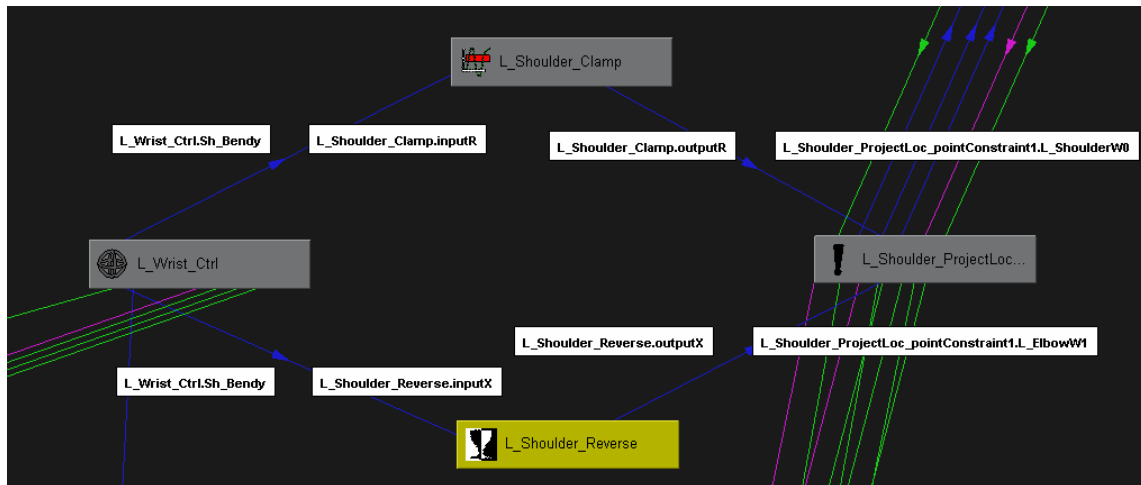 L_Shoulder_Clamp
L_Wrist_Ctrl.Sh_Bendy
L_Shoulder_Clamp.inputR
L_Shoulder_Clamp.outputR
L_Shoulder_ProjectLoc_pointConstraint1.L_ShoulderW0
L_Wrist_Ctrl
L_Shoulder_ProjectLoc...
L_Shoulder_Reverse.outputX
L_Shoulder_ProjectLoc_pointConstraint1.L_ElbowW1
L_Wrist_Ctrl.Sh_Bendy
L_Shoulder_Reverse.inputX
L_Shoulder_Reverse